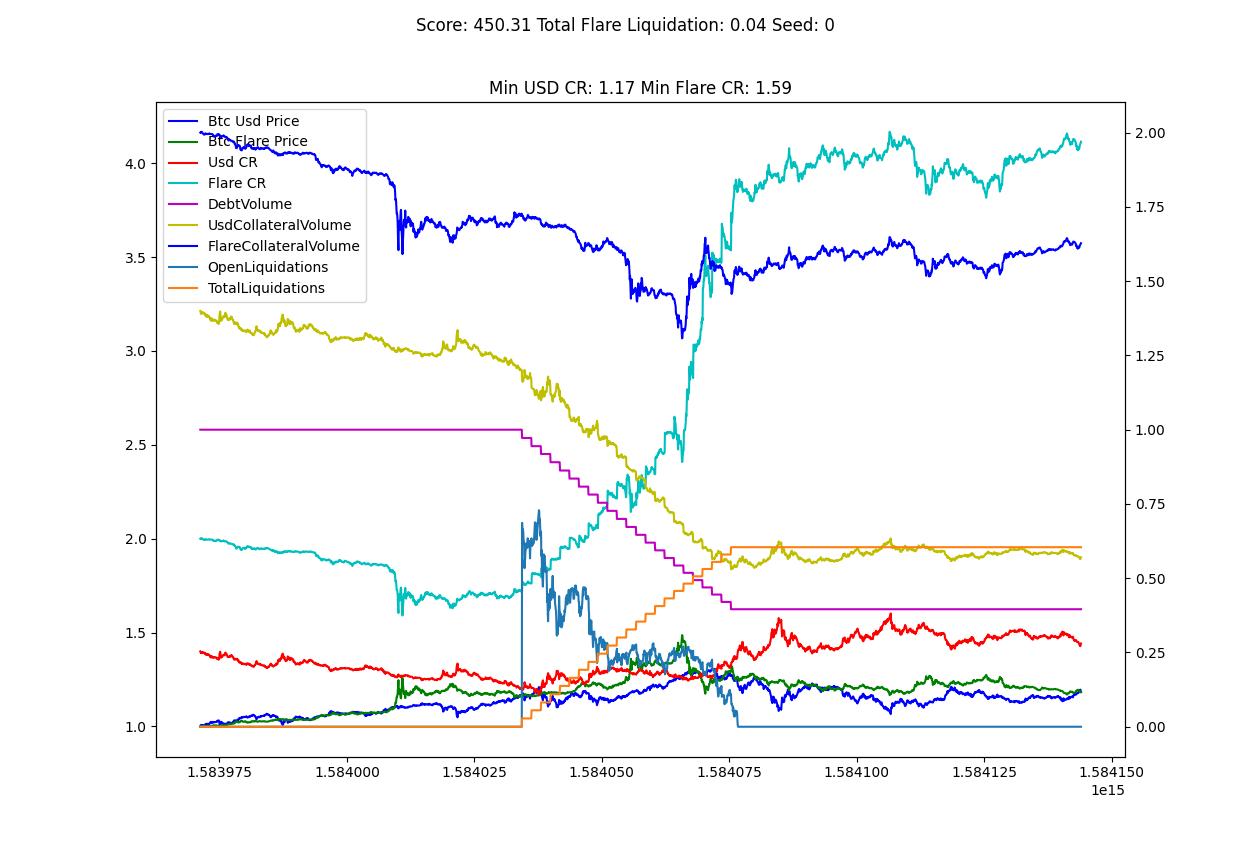 Score: 450.31 Total Flare Liquidation: 0.04 Seed: 0
Min USD CR: 1.17 Min Flare CR: 1.59
Btc Usd Price
Btc Flare Price
Usd CR
Flare CR
DebtVolume
UsdCollateralVolume
FlareCollateralVolume
OpenLiquidations
TotalLiquidations
4.0
3.5
3.0
2.5
2.0
1.5
1.0
2.00
1.75
1.50
1.25
1.00
0.75
0.50
0.25
0.00
1.583975 1.584000 1.584025 1.584050 1.584075 1.584100 1.584125 1.584150
1e15